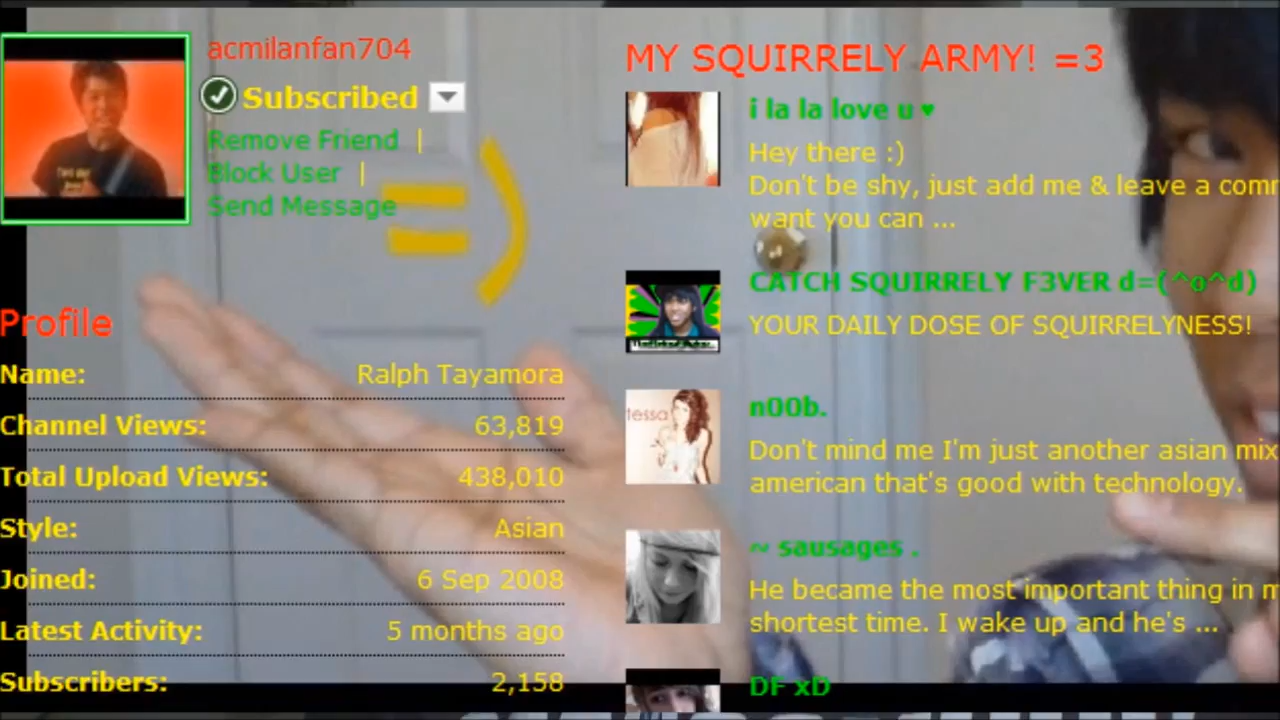 acmilanfan704
Subscribed
Remove Friend |
Block User |
Send Message
=)
Profile
Name: Ralph Tayamora
Channel Views: 63,819
Total Upload Views: 438,010
Style: Asian
Joined: 6 Sep 2008
Latest Activity: 5 months ago
Subscribers: 2,158
MY SQUIRRELY ARMY! =3
i la la love u ♥
Hey there :)
Don't be shy, just add me & leave a com
want you can ...
CATCH SQUIRRELY F3VER d=(^o^d)
YOUR DAILY DOSE OF SQUIRRELYNESS!
tessa
n00b.
Don't mind me I'm just another asian mix
american that's good with technology.
~ sausages .
He became the most important thing in m
shortest time. I wake up and he's ...
DF xD